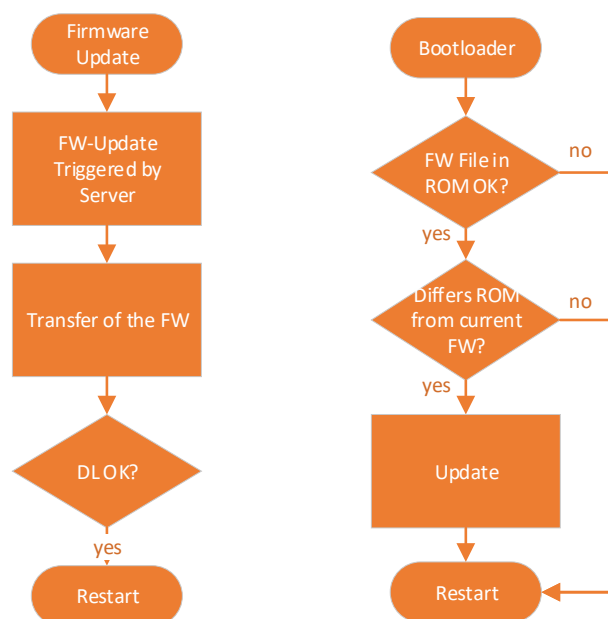 Firmware
Update
FW-Update
Triggered by
Server
Transfer of the FW
DL OK?
yes
Restart
Bootloader
FW File in
ROM OK?
no
yes
Differs ROM
from current
FW?
no
yes
Update
Restart